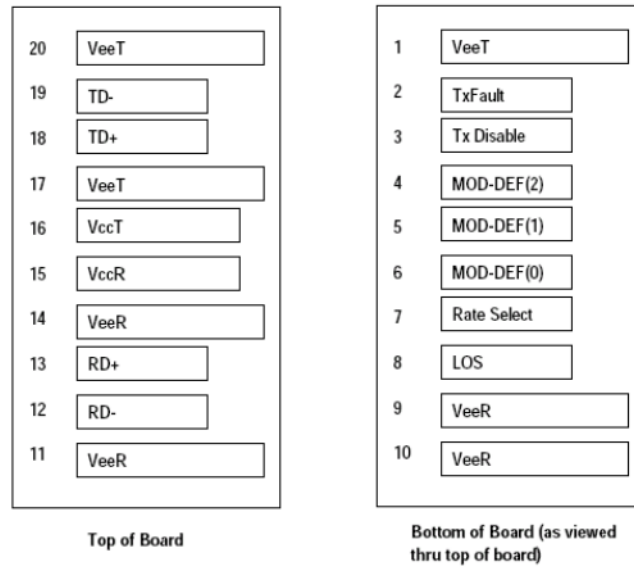 20 VeeT
19 TD-
18 TD+
17 VeeT
16 VccT
15 VccR
14 VeeR
13 RD+
12 RD-
11 VeeR
Top of Board
1 VeeT
2 TxFault
3 Tx Disable
4 MOD-DEF(2)
5 MOD-DEF(1)
6 MOD-DEF(0)
7 Rate Select
8 LOS
9 VeeR
10 VeeR
Bottom of Board (as viewed
thru top of board)